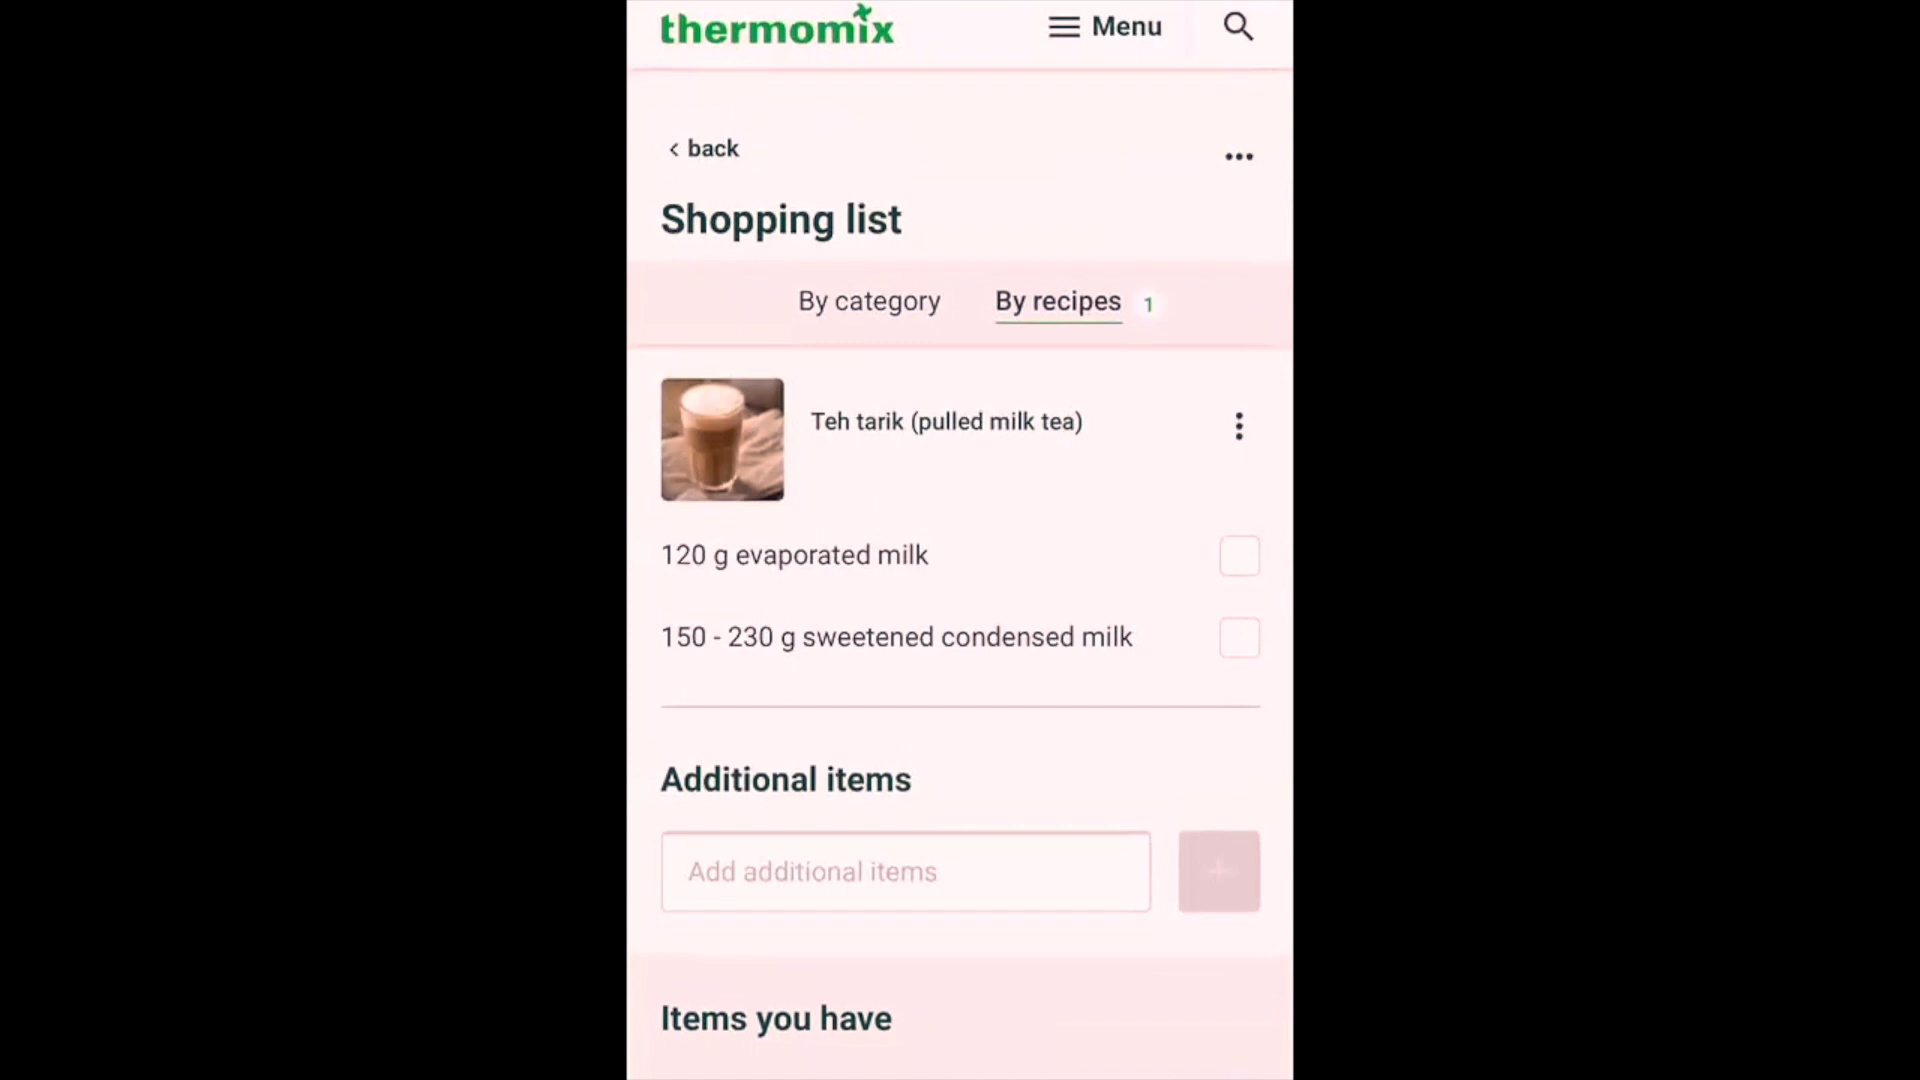 thermomix
Menu
< back
Shopping list
By category By recipes 1
Teh tarik (pulled milk tea)
120 g evaporated milk
150 - 230 g sweetened condensed milk
Additional items
Add additional items
Items you have